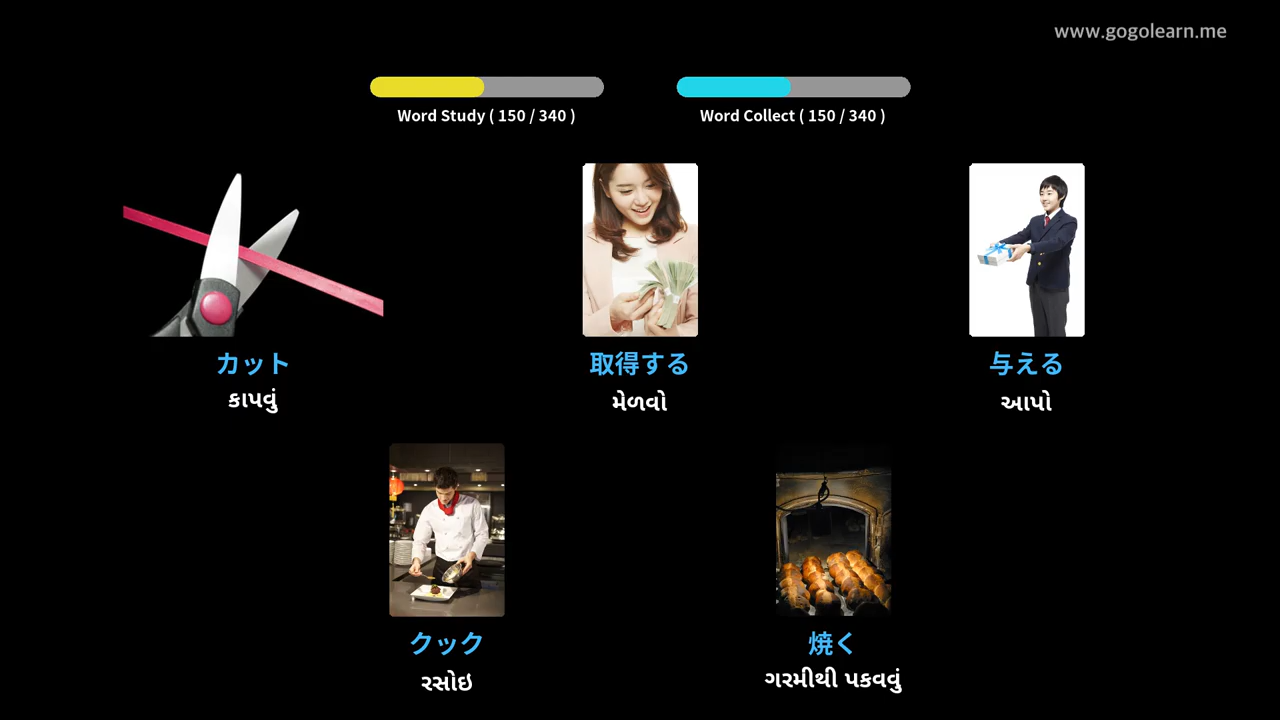 www.gogolearn.me
Word Study ( 150 / 340 )
Word Collect ( 150 / 340 )
カット
કાપવું
取得する
મેળવો
与える
આપો
クック
રસોઇ
焼く
ગરમીથી પકવવું